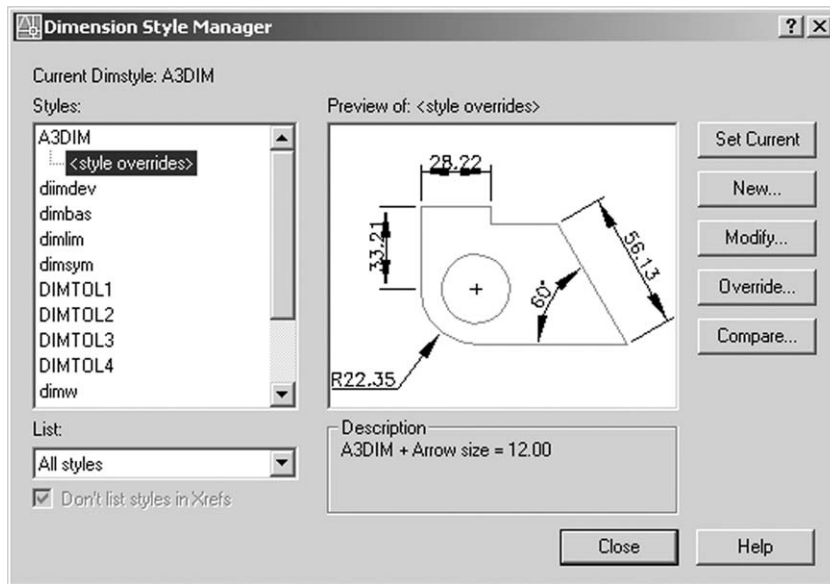 Dimension Style Manager
? X
Current Dimstyle: A3DIM
Styles:
A3DIM
<style overrides>
diimdev
dimbas
dimlim
dimsym
DIMTOL1
DIMTOL2
DIMTOL3
DIMTOL4
dimw
List:
All styles
Don't list styles in Xrefs
Preview of: <style overrides>
28.22
33.21
56.13
60°
R22.35
Description
A3DIM + Arrow size = 12.00
Set Current
New...
Modify...
Override...
Compare...
Close
Help